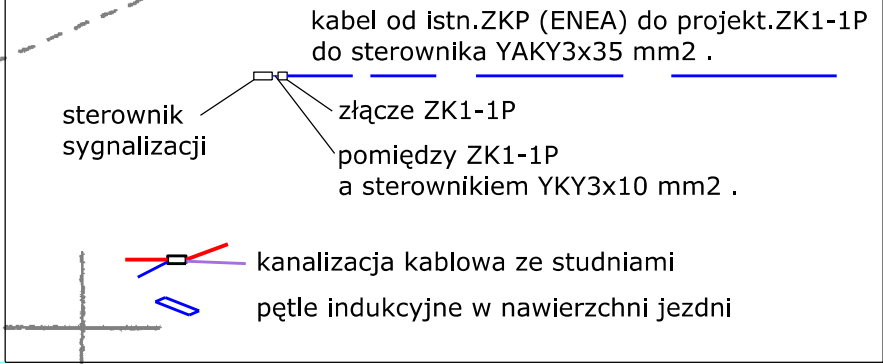 kabel od istn.ZKP (ENEA) do projekt.ZK1-1P
do sterownika YAKY3x35 mm2 .
sterownik
sygnalizacji
złącze ZK1-1P
pomiędzy ZK1-1P
a sterownikiem YKY3x10 mm2 .
kanalizacja kablowa ze studniami
pętle indukcyjne w nawierzchni jezdni